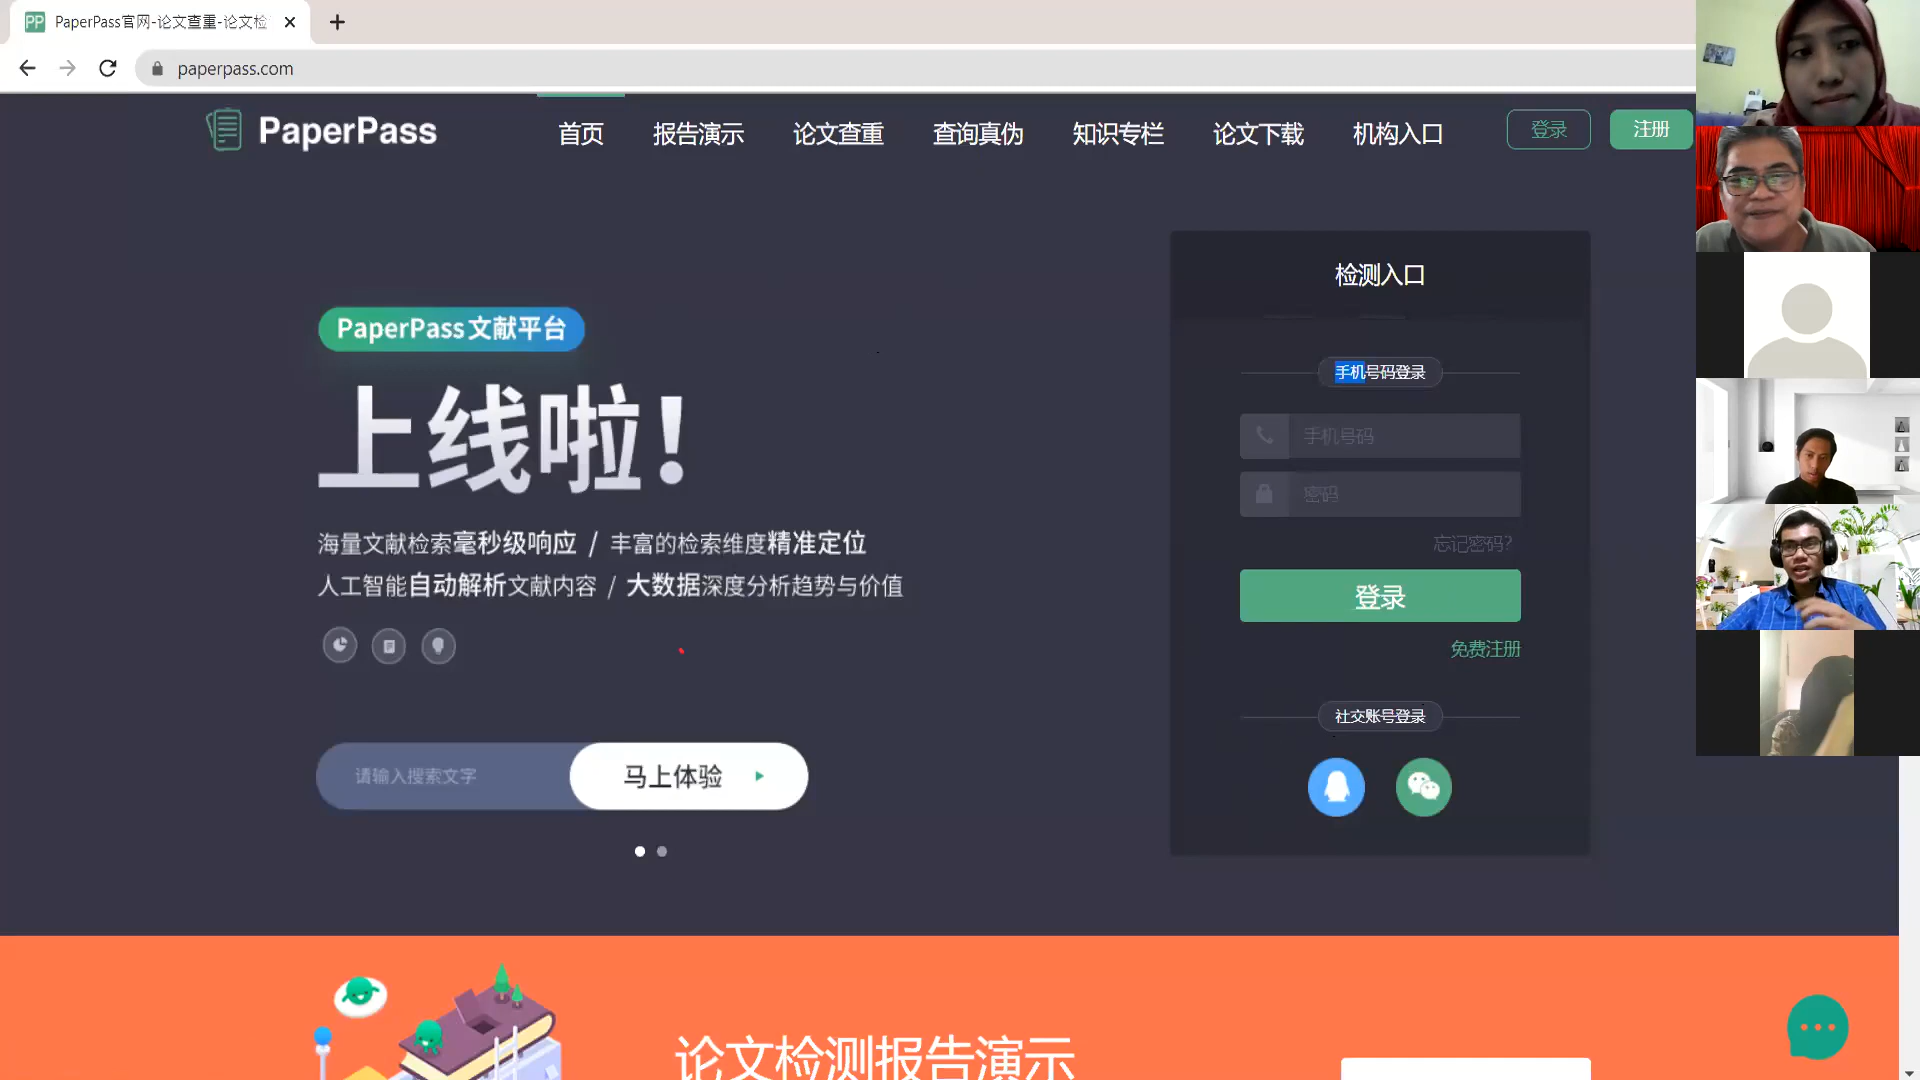 PaperPass官网-论文查重-论文检
paperpass.com
PaperPass
首页 报告演示 论文查重 查询真伪 知识专栏 论文下载 机构入口 登录 注册
PaperPass文献平台
上线啦！
海量文献检索毫秒级响应 / 丰富的检索维度精准定位
人工智能自动解析文献内容 / 大数据深度分析趋势与价值
请输入搜索文字
马上体验
检测入口
手机号码登录
手机号码
密码
忘记密码?
登录
免费注册
社交账号登录
论文检测报告演示